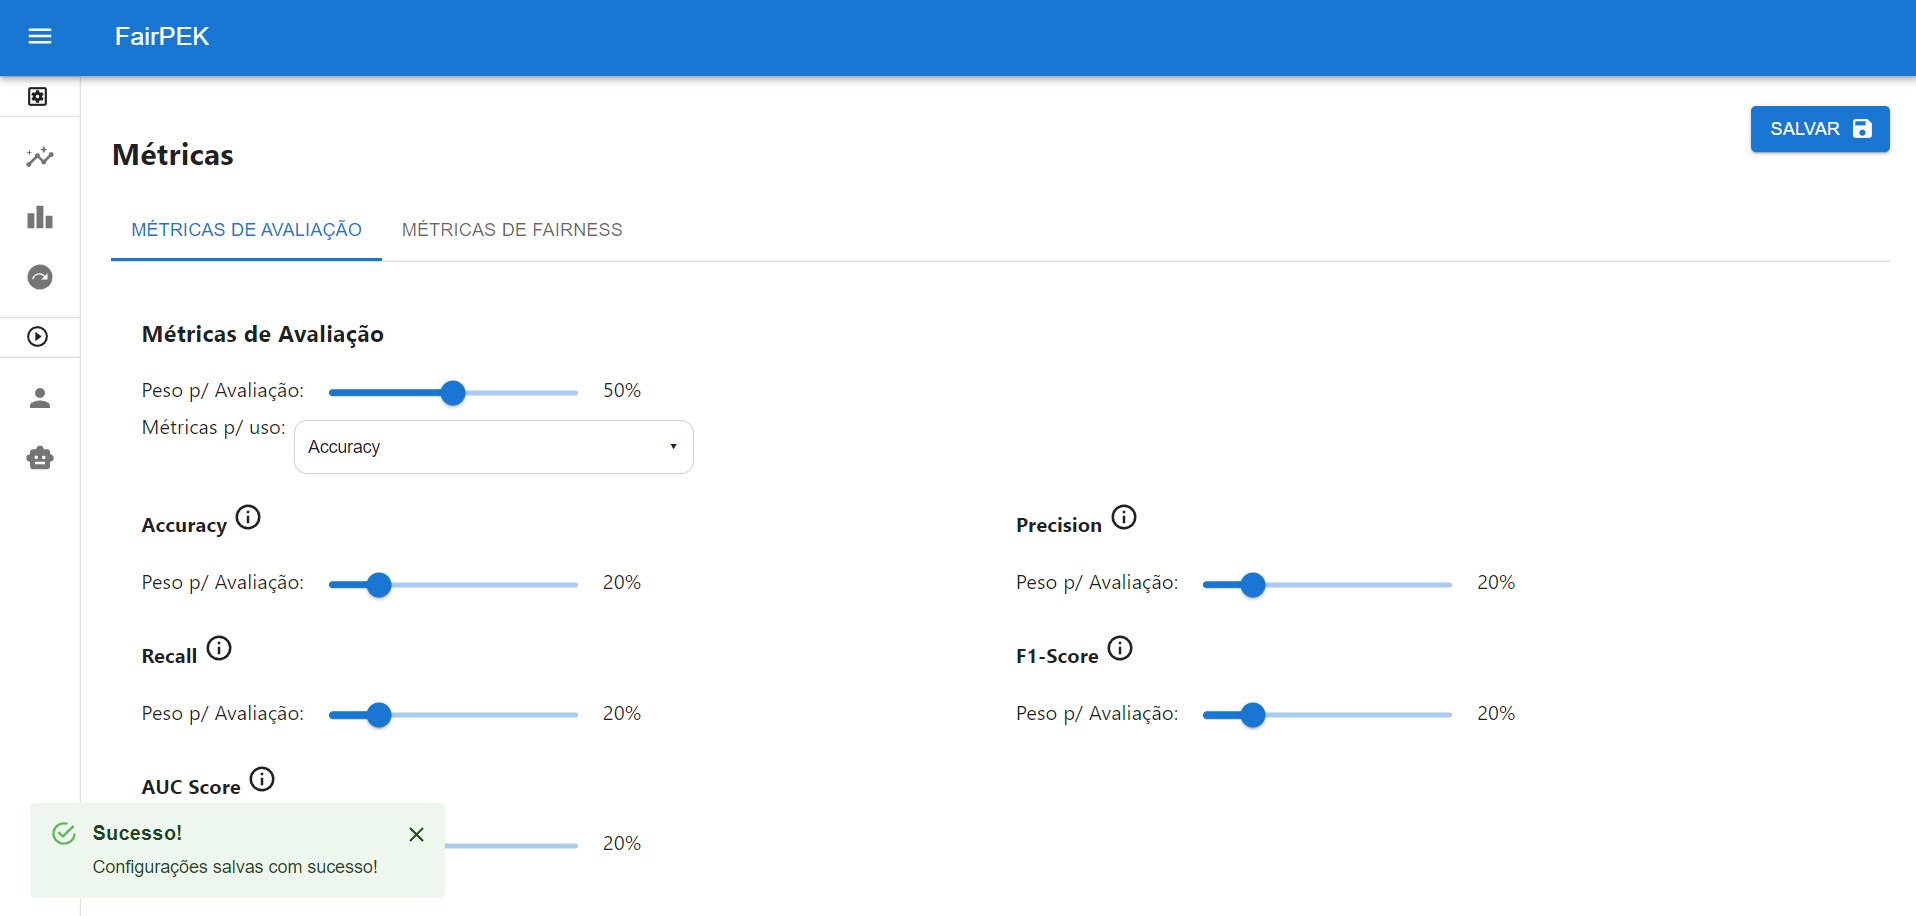 FairPEK
SALVAR
Métricas
MÉTRICAS DE AVALIAÇÃO
MÉTRICAS DE FAIRNESS
Métricas de Avaliação
Peso p/ Avaliação: 50%
Métricas p/ uso: Accuracy
Accuracy
Peso p/ Avaliação: 20%
Precision
Peso p/ Avaliação: 20%
Recall
Peso p/ Avaliação: 20%
F1-Score
Peso p/ Avaliação: 20%
AUC Score
20%
Sucesso!
Configurações salvas com sucesso!